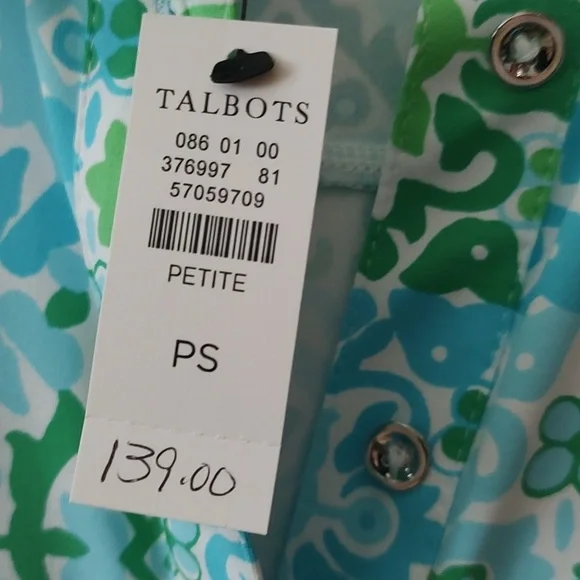 TALBOTS
086 01 00
376997 81
57059709
PETITE
PS
139.00